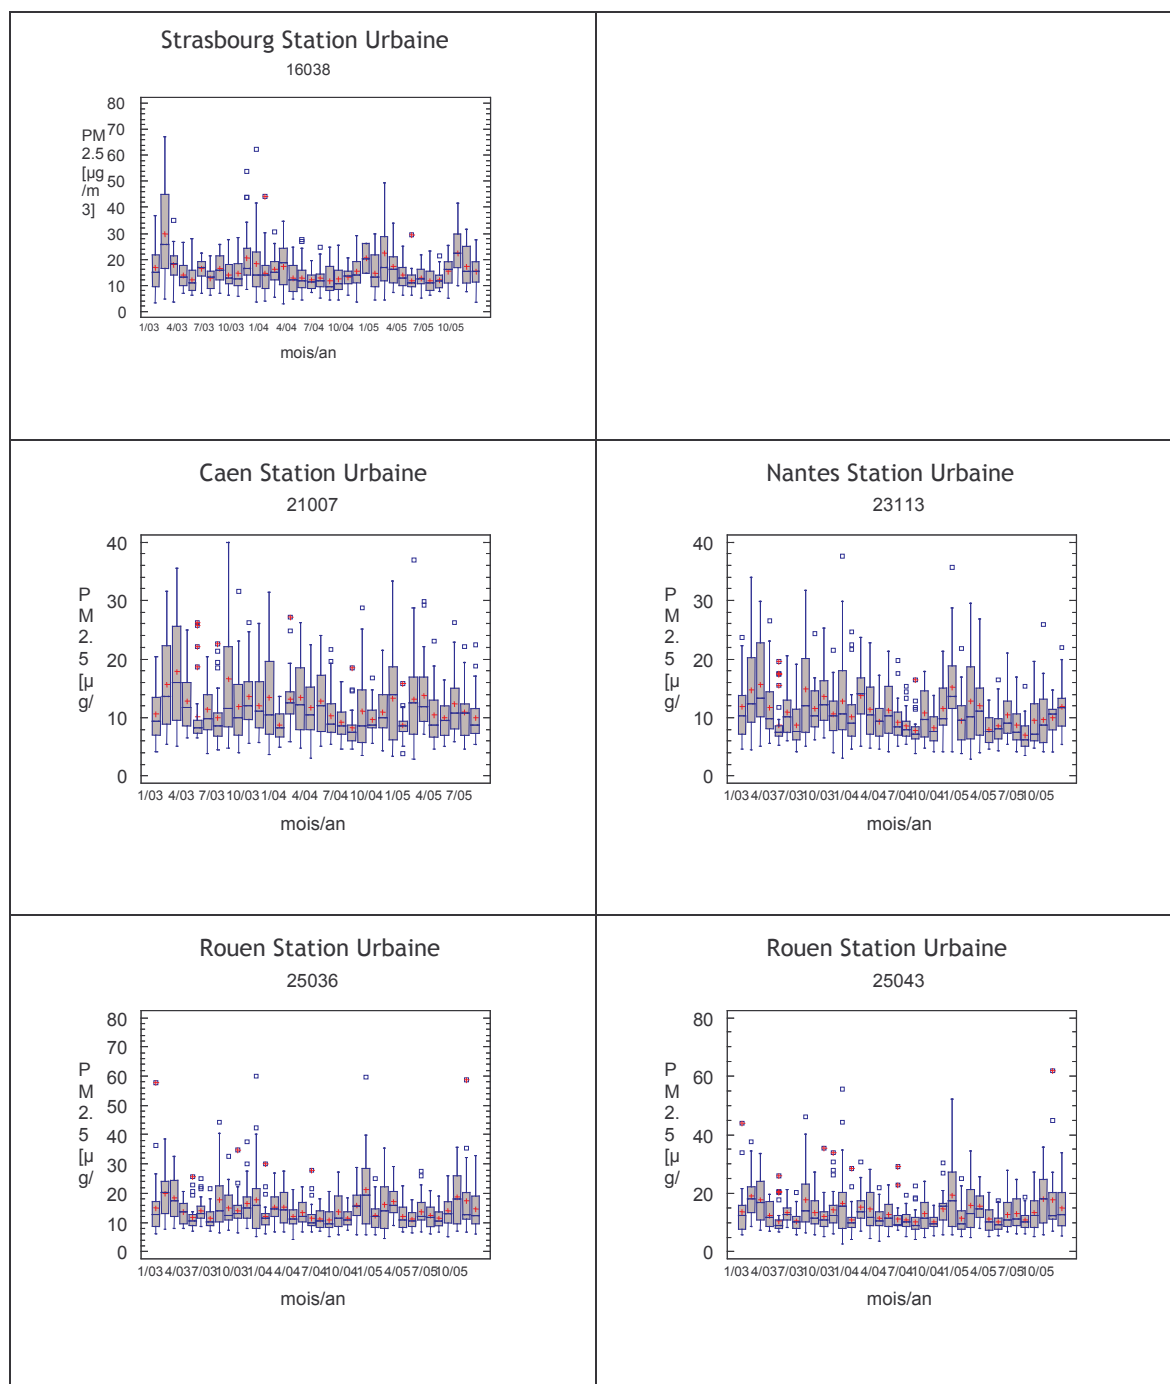 Strasbourg Station Urbaine
16038
80
70
60
50
40
30
20
10
0
PM
2.5
[µg
/m
3]
1/03 4/03 7/03 10/03 1/04 4/04 7/04 10/04 1/05 4/05 7/05 10/05
mois/an
Caen Station Urbaine
21007
40
30
20
10
0
P
M
2.
5
[µ
g/
1/03 4/03 7/03 10/03 1/04 4/04 7/04 10/04 1/05 4/05 7/05
mois/an
Nantes Station Urbaine
23113
40
30
20
10
0
P
M
2.
5
[µ
g/
1/03 4/03 7/03 10/03 1/04 4/04 7/04 10/04 1/05 4/05 7/05 10/05
mois/an
Rouen Station Urbaine
25036
80
70
60
50
40
30
20
10
0
P
M
2.
5
[µ
g/
1/03 4/03 7/03 10/03 1/04 4/04 7/04 10/04 1/05 4/05 7/05 10/05
mois/an
Rouen Station Urbaine
25043
80
60
40
20
0
P
M
2.
5
[µ
g/
1/03 4/03 7/03 10/03 1/04 4/04 7/04 10/04 1/05 4/05 7/05 10/05
mois/an